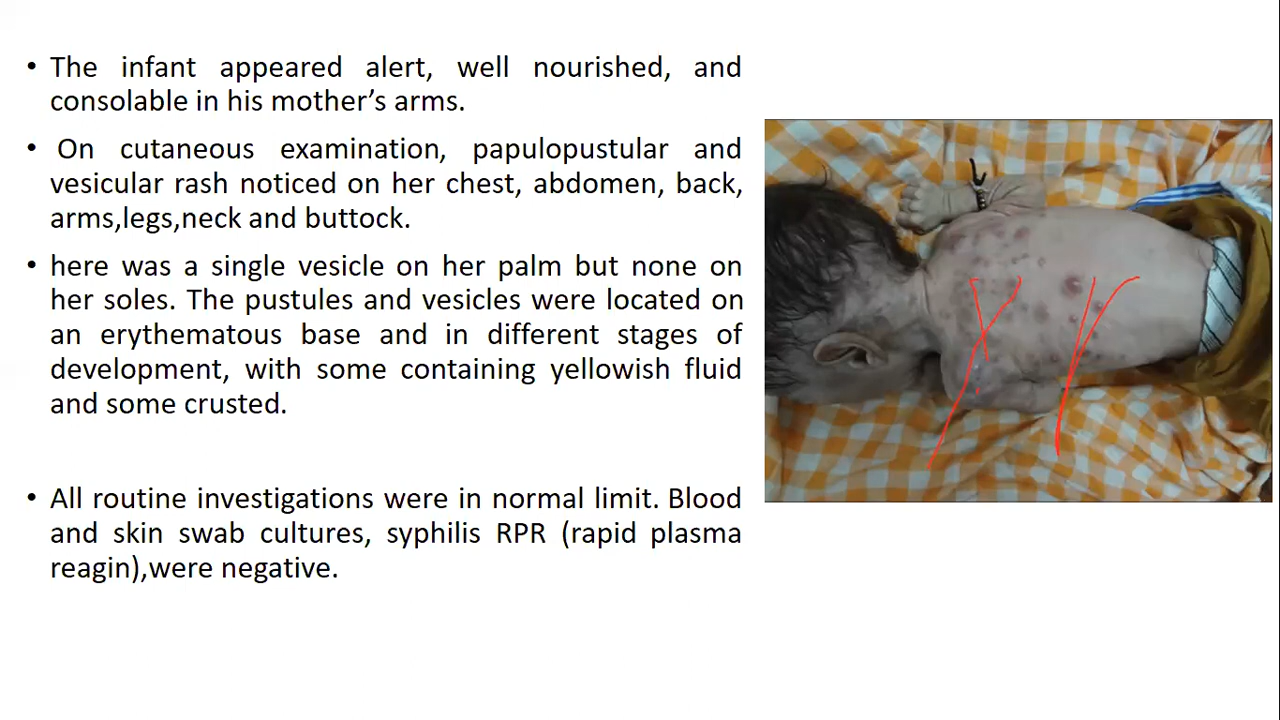 • The infant appeared alert, well nourished, and
consolable in his mother’s arms.
• On cutaneous examination, papulopustular and
vesicular rash noticed on her chest, abdomen, back,
arms,legs,neck and buttock.
• here was a single vesicle on her palm but none on
her soles. The pustules and vesicles were located on
an erythematous base and in different stages of
development, with some containing yellowish fluid
and some crusted.
• All routine investigations were in normal limit. Blood
and skin swab cultures, syphilis RPR (rapid plasma
reagin),were negative.